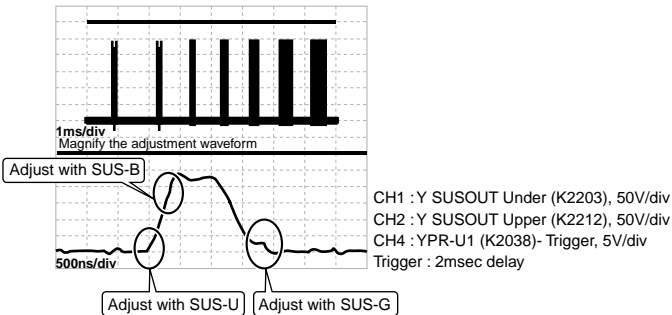 1ms/div
Magnify the adjustment waveform
Adjust with SUS-B
CH1 : Y SUSOUT Under (K2203), 50V/div
CH2 : Y SUSOUT Upper (K2212), 50V/div
CH4 : YPR-U1 (K2038)- Trigger, 5V/div
Trigger : 2msec delay
500ns/div
Adjust with SUS-U
Adjust with SUS-G